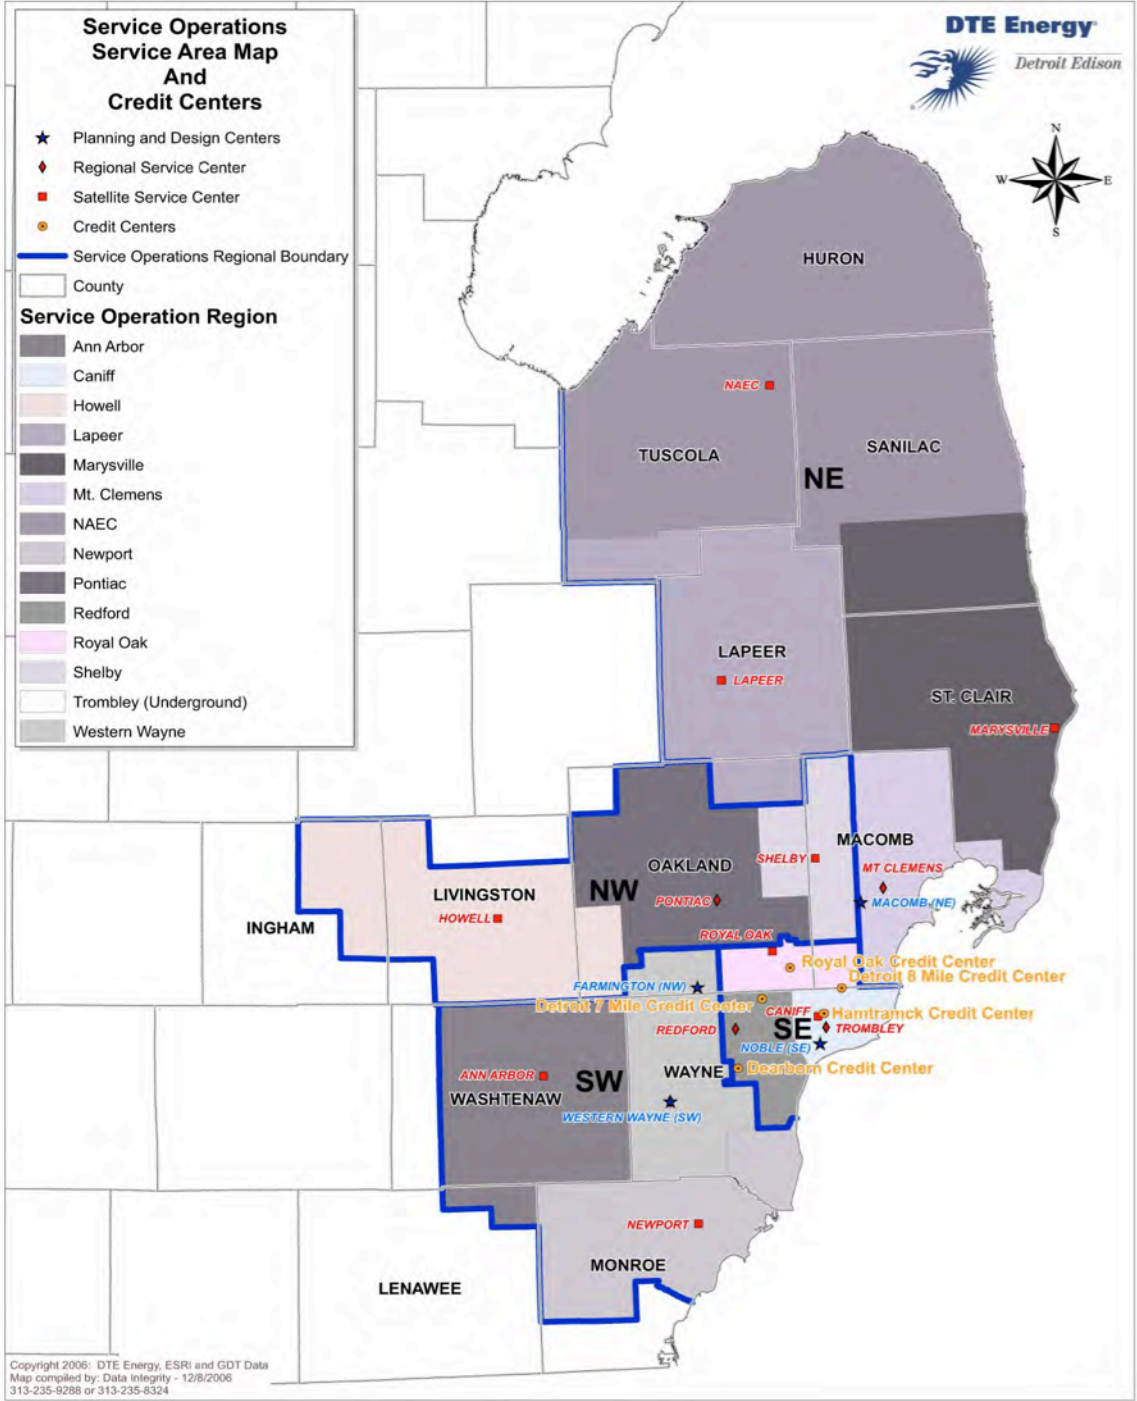 Service Operations
Service Area Map
And
Credit Centers
Planning and Design Centers
Regional Service Center
Satellite Service Center
Credit Centers
Service Operations Regional Boundary
County
Service Operation Region
Ann Arbor
Caniff
Howell
Lapeer
Marysville
Mt. Clemens
NAEC
Newport
Pontiac
Redford
Royal Oak
Shelby
Trombley (Underground)
Western Wayne
DTE Energy
Detroit Edison
N
W E
S
HURON
NAEC
TUSCOLA
SANILAC
NE
LAPEER
LAPEER
ST. CLAIR
MARYSVILLE
MACOMB
SHELBY
OAKLAND
MT CLEMENS
NW
LIVINGSTON
PONTIAC
MACOMB (NE)
HOWELL
INGHAM
ROYAL OAK
Royal Oak Credit Center
Detroit 8 Mile Credit Center
FARMINGTON (NW)
Detroit 7 Mile Credit Center
CANIFF
Hamtramck Credit Center
REDFORD
SE
TROMBLEY
NOBLE (SE)
WAYNE
Dearborn Credit Center
ANN ARBOR
SW
WASHTENAW
WESTERN WAYNE (SW)
NEWPORT
MONROE
LENAWEE
Copyright 2006: DTE Energy, ESRI and GDT Data
Map compiled by: Data Integrity - 12/8/2006
313-235-9288 or 313-235-8324